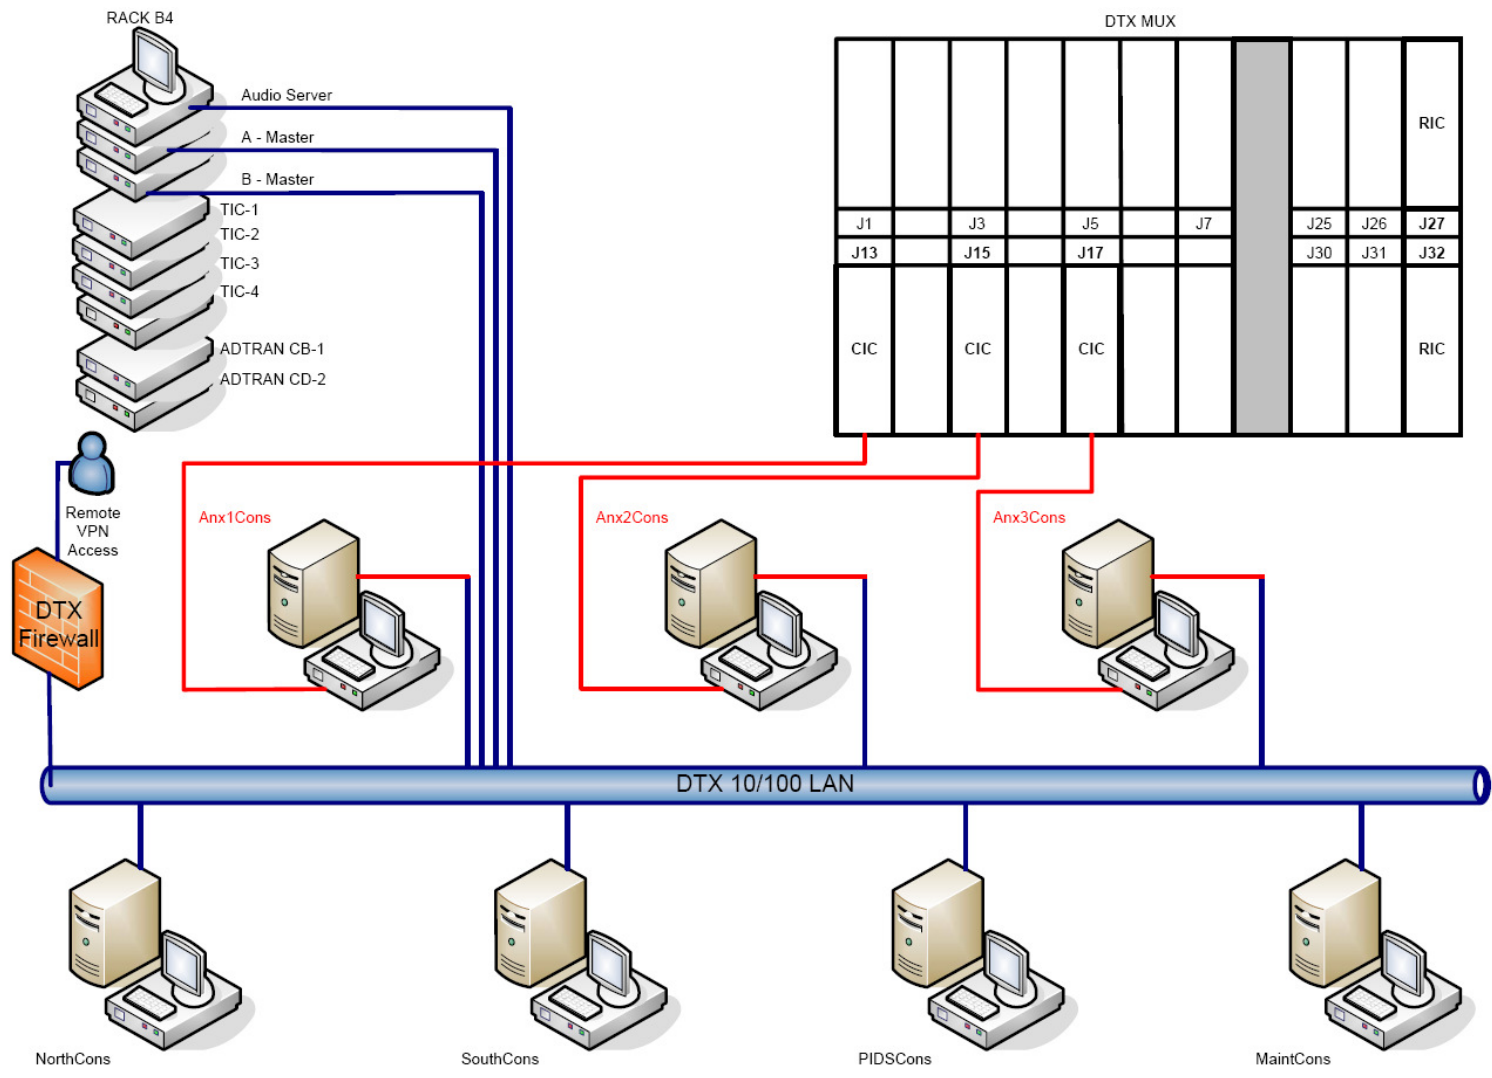 RACK B4
DTX MUX
Audio Server
A - Master
B - Master
TIC-1
TIC-2
TIC-3
TIC-4
ADTRAN CB-1
ADTRAN CD-2
RIC
J1 J3 J5 J7 J25 J26 J27
J13 J15 J17 J30 J31 J32
CIC CIC CIC RIC
Remote
VPN
Access
DTX
Firewall
Anx1Cons Anx2Cons Anx3Cons
DTX 10/100 LAN
NorthCons SouthCons PIDSCons MaintCons